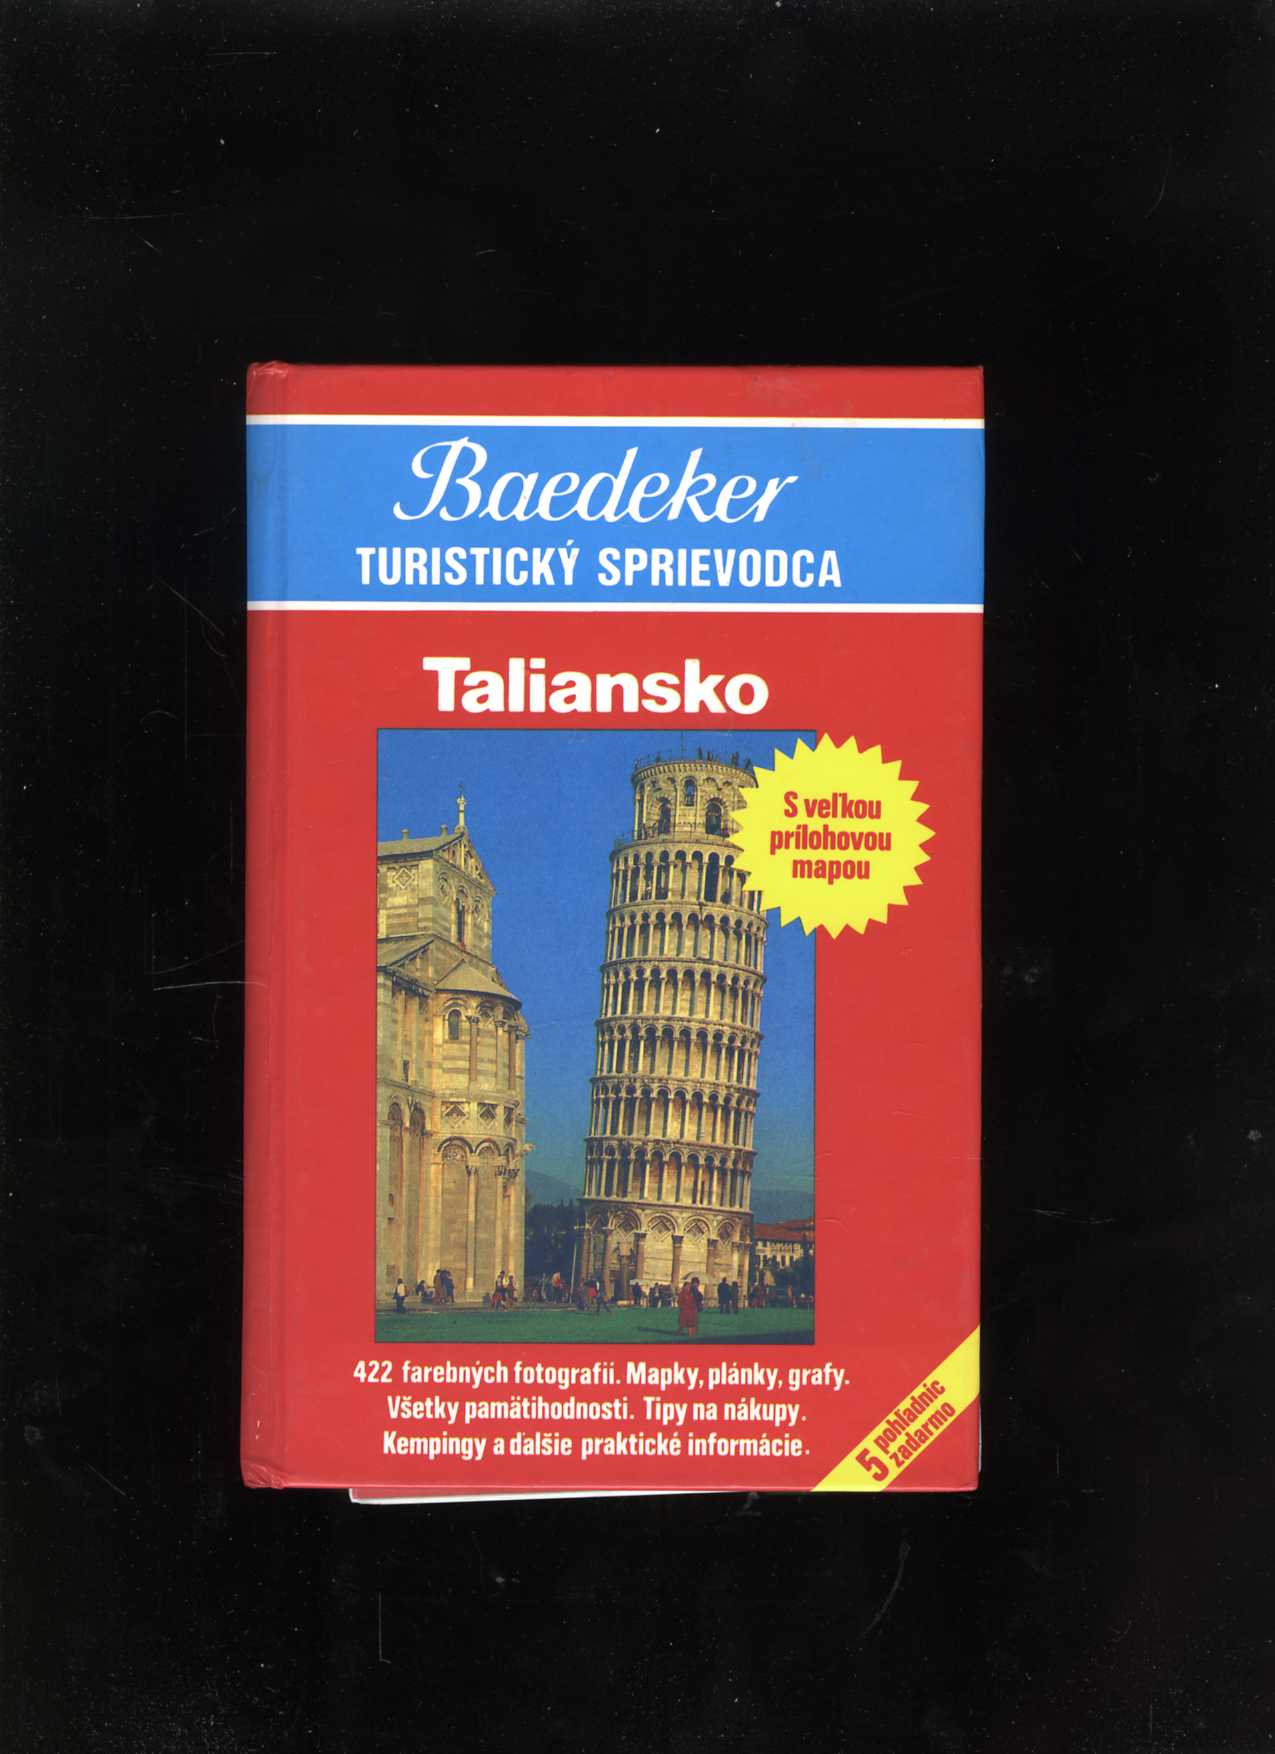 Baedeker
TURISTICKÝ SPRIEVODCA
Taliansko
S veľkou
prílohovou
mapou
422 farebných fotografií. Mapky, plánky, grafy.
Všetky pamätihodnosti. Tipy na nákupy.
Kempingy a ďalšie praktické informácie.
5 pohľadníc
zadarmo